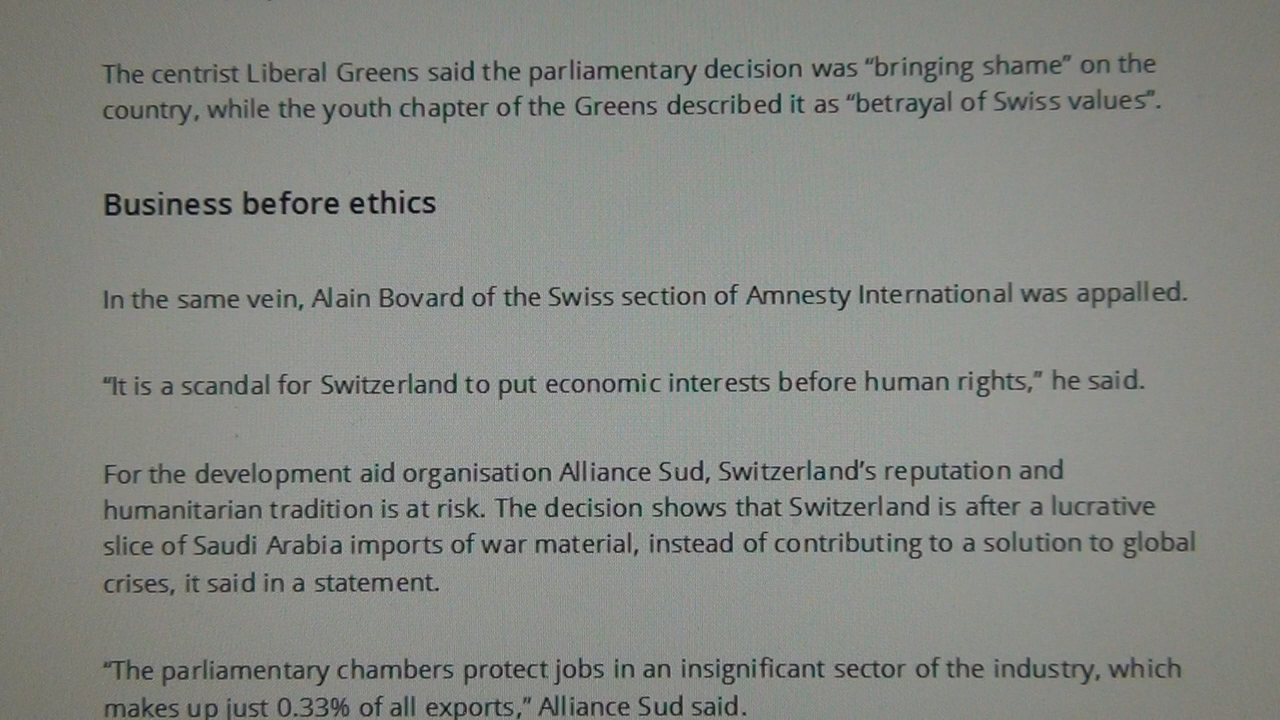 The centrist Liberal Greens said the parliamentary decision was “bringing shame” on the
country, while the youth chapter of the Greens described it as “betrayal of Swiss values”.
Business before ethics
In the same vein, Alain Bovard of the Swiss section of Amnesty International was appalled.
“It is a scandal for Switzerland to put economic interests before human rights,” he said.
For the development aid organisation Alliance Sud, Switzerland’s reputation and
humanitarian tradition is at risk. The decision shows that Switzerland is after a lucrative
slice of Saudi Arabia imports of war material, instead of contributing to a solution to global
crises, it said in a statement.
“The parliamentary chambers protect jobs in an insignificant sector of the industry, which
makes up just 0.33% of all exports,” Alliance Sud said.